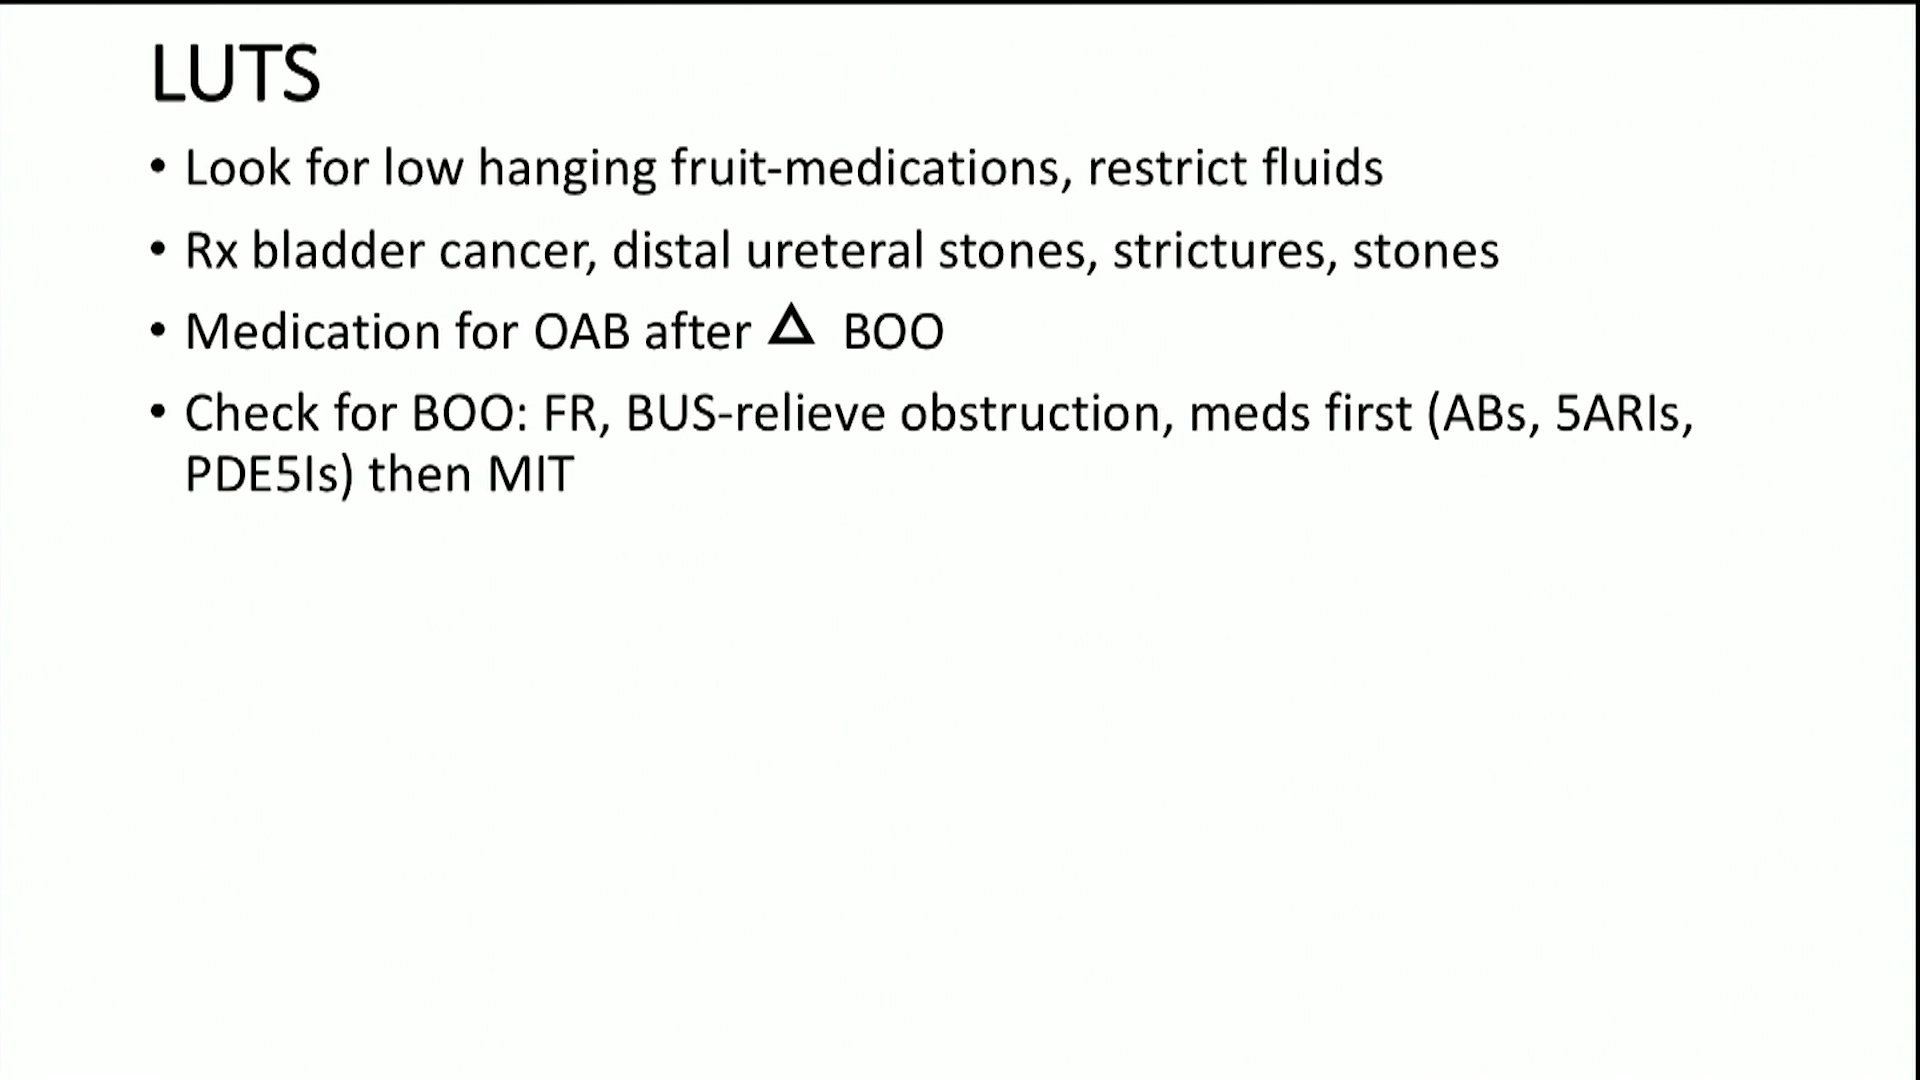 LUTS
• Look for low hanging fruit-medications, restrict fluids
• Rx bladder cancer, distal ureteral stones, strictures, stones
• Medication for OAB after Δ BOO
• Check for BOO: FR, BUS-relieve obstruction, meds first (ABs, 5ARIs,
PDE5Is) then MIT